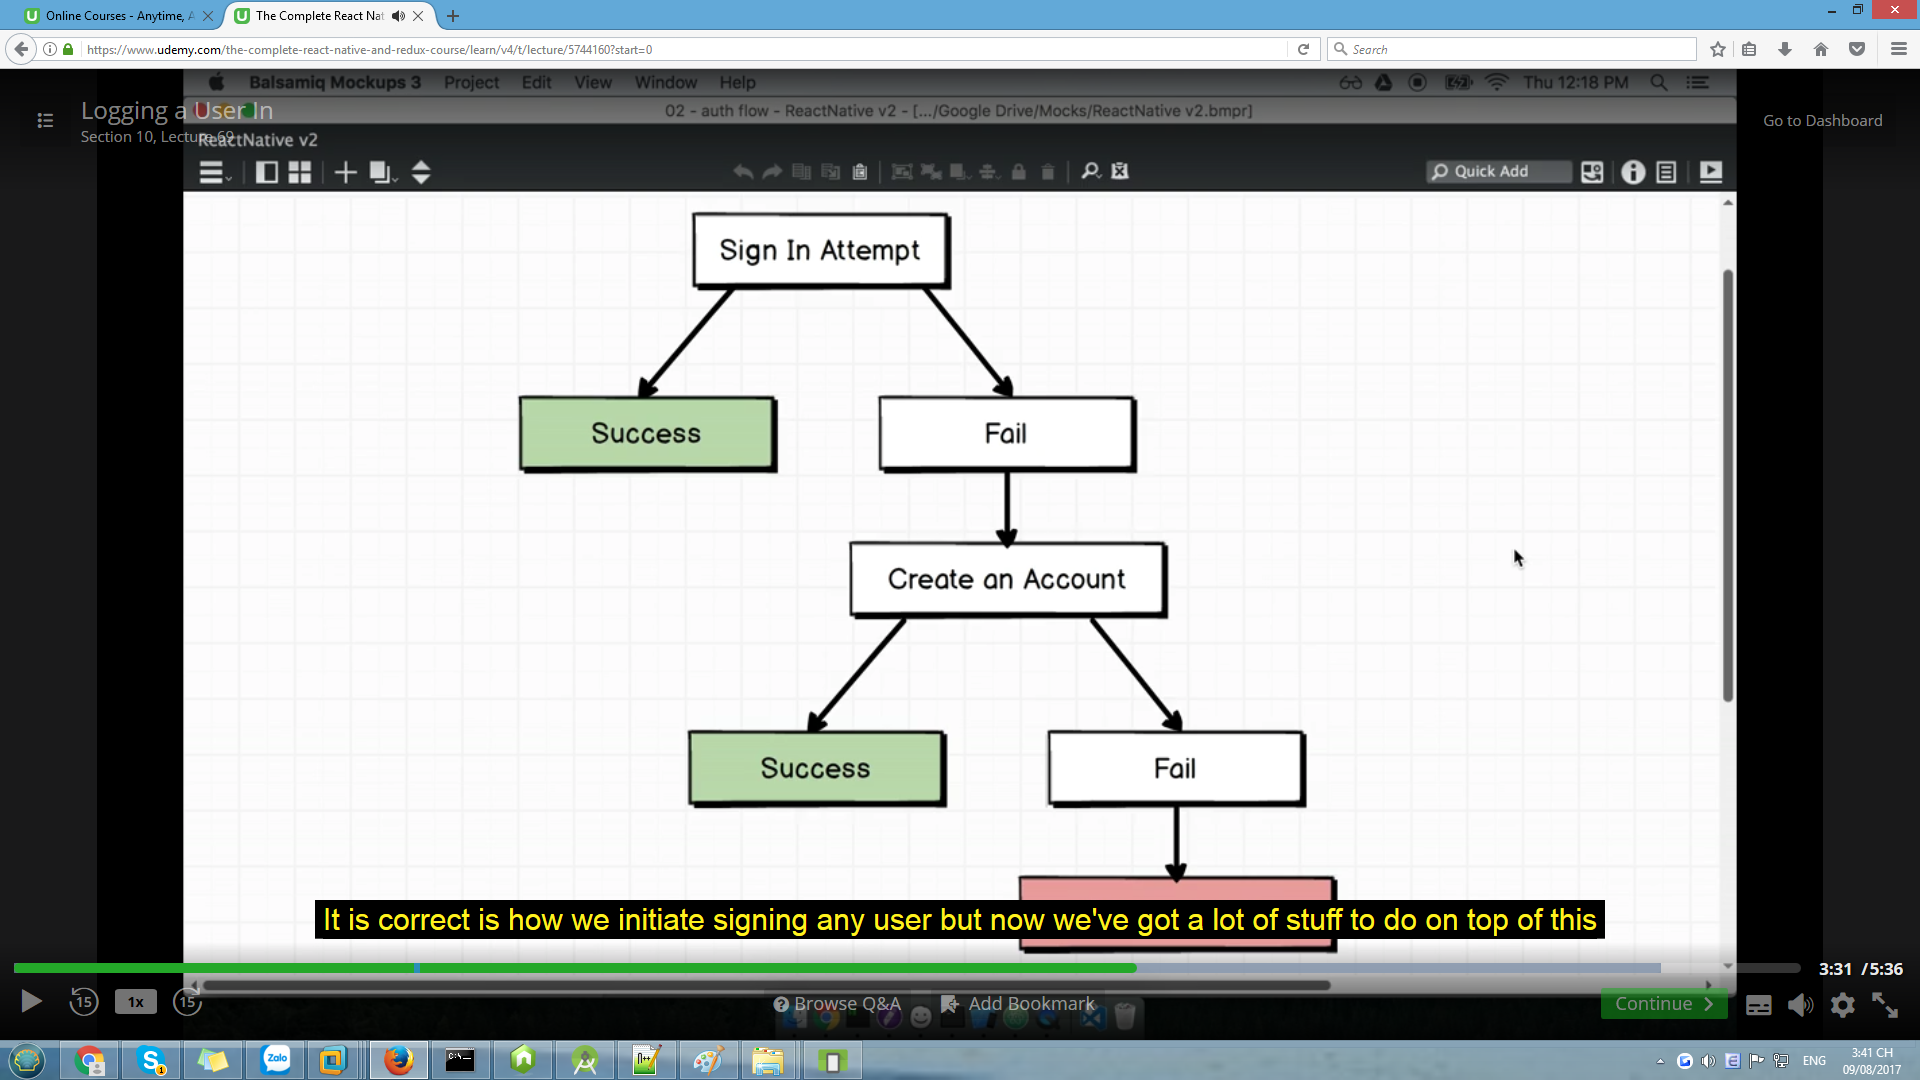 Online Courses - Anytime, A
The Complete React Nat
https://www.udemy.com/the-complete-react-native-and-redux-course/learn/v4/t/lecture/5744160?start=0
Search
Balsamiq Mockups 3 Project Edit View Window Help
Thu 12:18 PM
Logging a User In
02 - auth flow - ReactNative v2 - [.../Google Drive/Mocks/ReactNative v2.bmpr]
Section 10, Lecture 69
Go to Dashboard
ReactNative v2
Quick Add
Sign In Attempt
Success
Fail
Create an Account
Success
Fail
It is correct is how we initiate signing any user but now we've got a lot of stuff to do on top of this
3:31 / 5:36
15
1x
15
Browse Q&A
Add Bookmark
Continue
Zalo
ENG
3:41 CH
09/08/2017